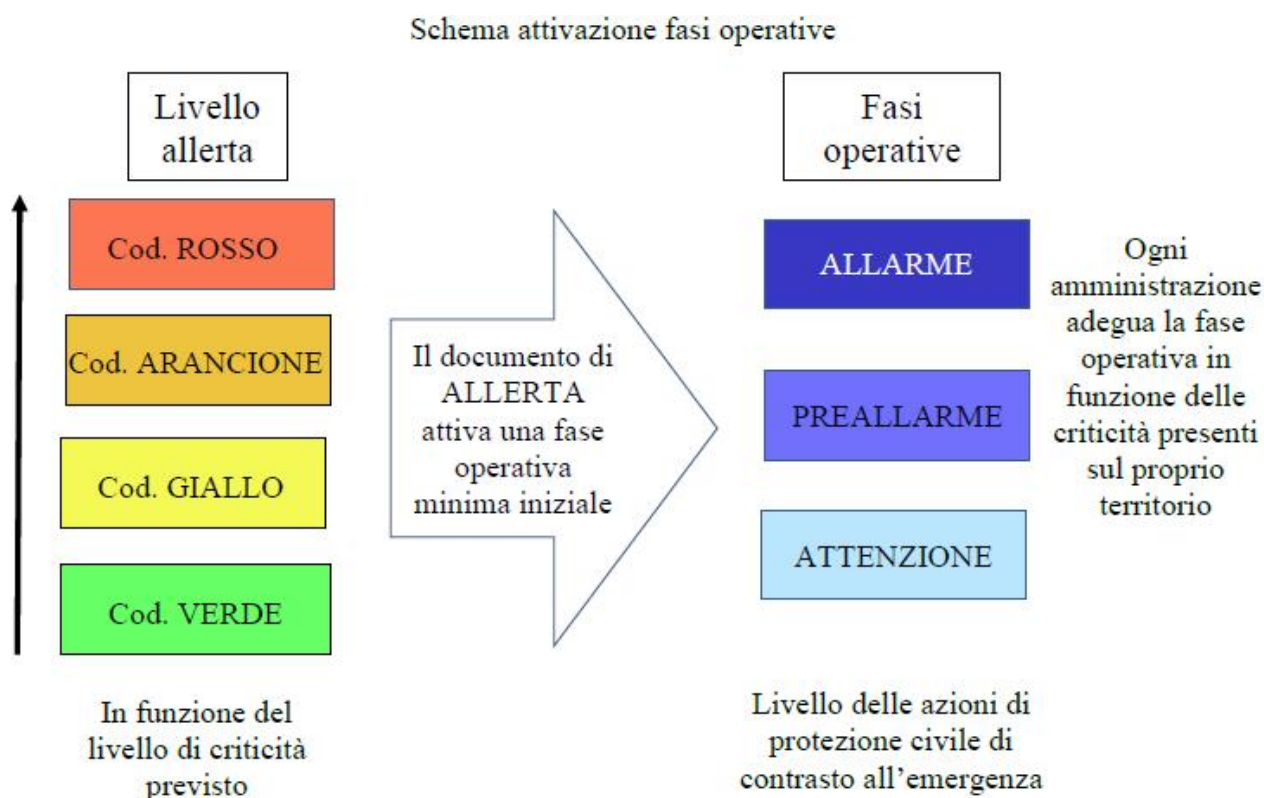 Schema attivazione fasi operative
Livello
allerta
Cod. ROSSO
Cod. ARANCIONE
Cod. GIALLO
Cod. VERDE
In funzione del
livello di criticità
previsto
Il documento di
ALLERTA
attiva una fase
operativa
minima iniziale
Fasi
operative
ALLARME
PREALLARME
ATTENZIONE
Livello delle azioni di
protezione civile di
contrasto all’emergenza
Ogni
amministrazione
adegua la fase
operativa in
funzione delle
criticità presenti
sul proprio
territorio